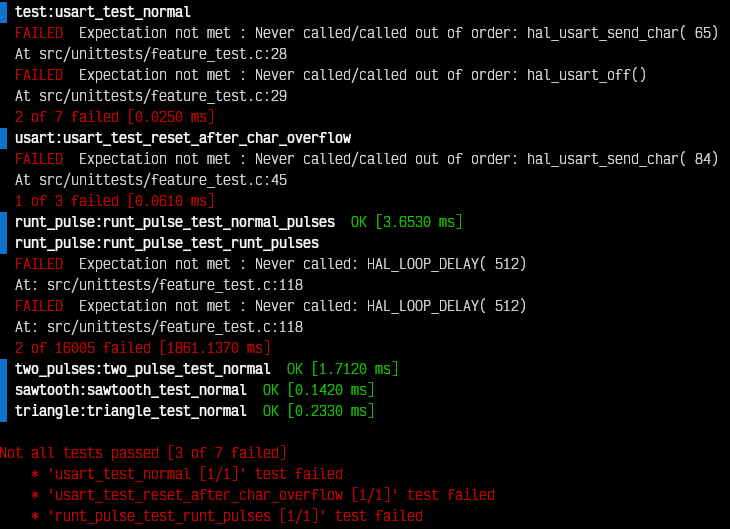 test:usart_test_normal
FAILED Expectation not met : Never called/called out of order: hal_usart_send_char( 65)
At src/unittests/feature_test.c:28
FAILED Expectation not met : Never called/called out of order: hal_usart_off()
At src/unittests/feature_test.c:29
2 of 7 failed [0.0250 ms]
usart:usart_test_reset_after_char_overflow
FAILED Expectation not met : Never called/called out of order: hal_usart_send_char( 84)
At src/unittests/feature_test.c:45
1 of 3 failed [0.0610 ms]
runt_pulse:runt_pulse_test_normal_pulses OK [3.6530 ms]
runt_pulse:runt_pulse_test_runt_pulses
FAILED Expectation not met : Never called: HAL_LOOP_DELAY( 512)
At: src/unittests/feature_test.c:118
FAILED Expectation not met : Never called: HAL_LOOP_DELAY( 512)
At: src/unittests/feature_test.c:118
2 of 16005 failed [1861.1370 ms]
two_pulses:two_pulse_test_normal OK [1.7120 ms]
sawtooth:sawtooth_test_normal OK [0.1420 ms]
triangle:triangle_test_normal OK [0.2330 ms]
Not all tests passed [3 of 7 failed]
* 'usart_test_normal [1/1]' test failed
* 'usart_test_reset_after_char_overflow [1/1]' test failed
* 'runt_pulse_test_runt_pulses [1/1]' test failed